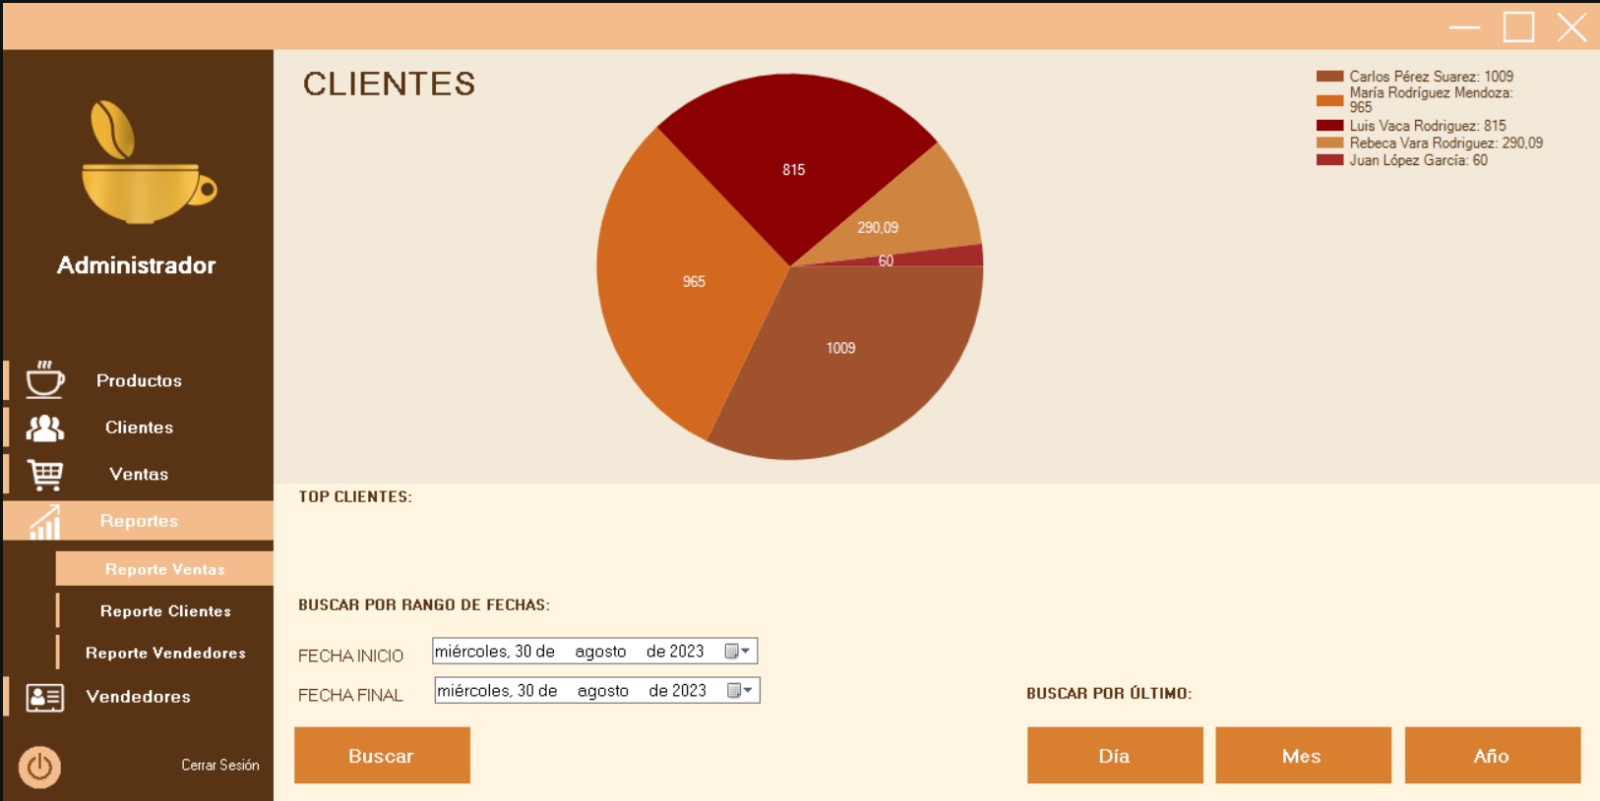 CLIENTES
Carlos Pérez Suarez: 1009
María Rodríguez Mendoza:
965
Luis Vaca Rodriguez: 815
Rebeca Vara Rodriguez: 290,09
Juan López García: 60
815
290,09
60
965
1009
Administrador
Productos
Clientes
Ventas
Reportes
Reporte Ventas
Reporte Clientes
Reporte Vendedores
Vendedores
Cerrar Sesión
TOP CLIENTES:
BUSCAR POR RANGO DE FECHAS:
FECHA INICIO miércoles, 30 de agosto de 2023
FECHA FINAL miércoles, 30 de agosto de 2023
Buscar
BUSCAR POR ÚLTIMO:
Día Mes Año